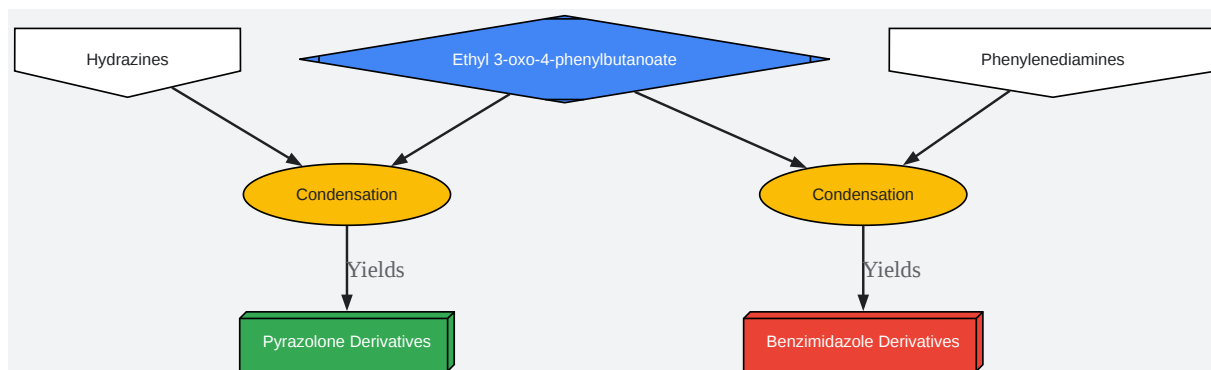 Hydrazines
Ethyl 3-oxo-4-phenylbutanoate
Phenylenediamines
Condensation
Condensation
Yields
Yields
Pyrazolone Derivatives
Benzimidazole Derivatives